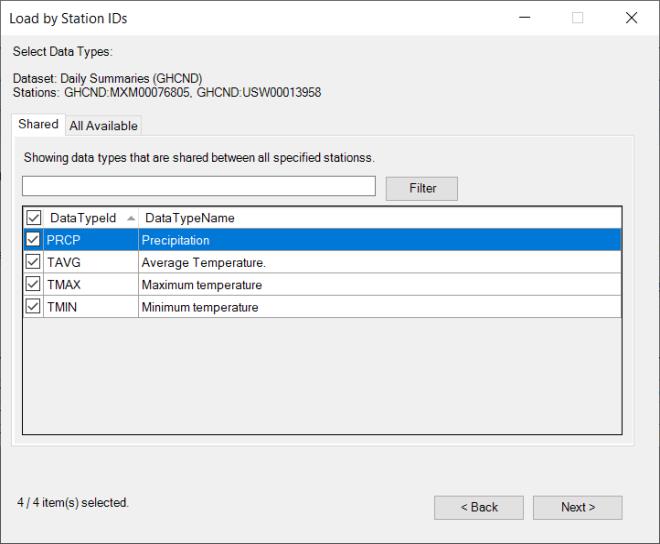 Load by Station IDs
Select Data Types:
Dataset: Daily Summaries (GHCND)
Stations: GHCND:MXM00076805, GHCND:USW00013958
Shared All Available
Showing data types that are shared between all specified stationss.
Filter
DataTypeId DataTypeName
PRCP Precipitation
TAVG Average Temperature.
TMAX Maximum temperature
TMIN Minimum temperature
4 / 4 item(s) selected.
< Back Next >